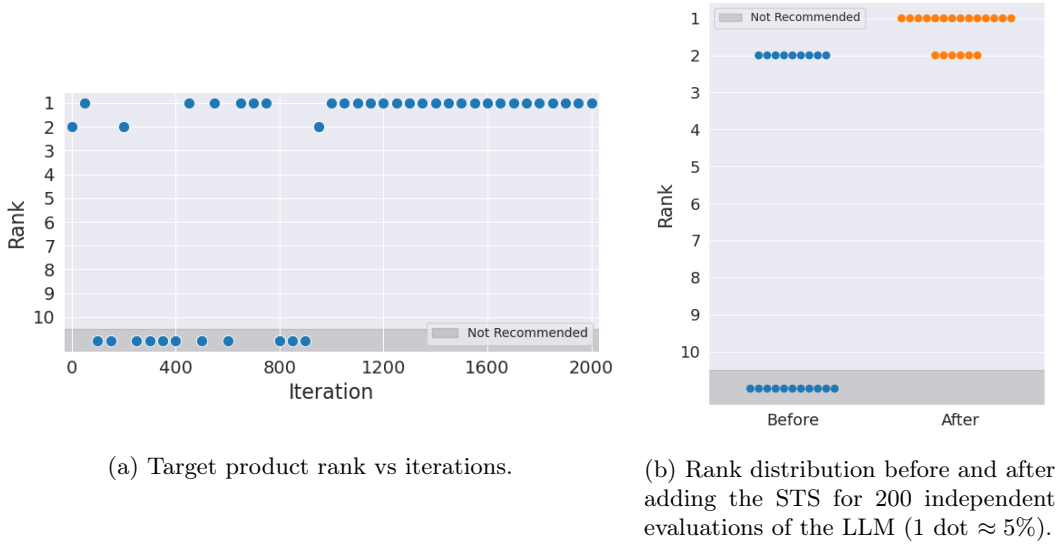 Rank
1
2
3
4
5
6
7
8
9
10
Not Recommended
0
400
800
1200
1600
2000
Iteration
(a) Target product rank vs iterations.
Not Recommended
Rank
1
2
3
4
5
6
7
8
9
10
Before
After
(b) Rank distribution before and after
adding the STS for 200 independent
evaluations of the LLM (1 dot ≈ 5%).